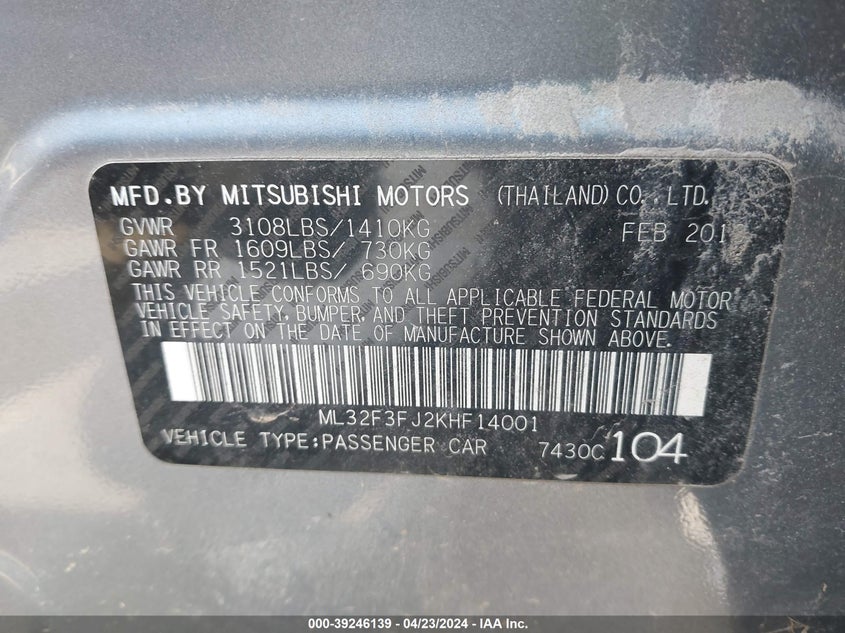 MFD.BY MITSUBISHI MOTORS (THAILAND) CO.,LTD.
GVWR 3108LBS/1410KG FEB 201
GAWR FR 1609LBS/ 730KG
GAWR RR 1521LBS/ 690KG
THIS VEHICLE CONFORMS TO ALL APPLICABLE FEDERAL MOTOR
VEHICLE SAFETY, BUMPER, AND THEFT PREVENTION STANDARDS
IN EFFECT ON THE DATE OF MANUFACTURE SHOWN ABOVE.
ML32F3FJ2KHF14001
VEHICLE TYPE:PASSENGER CAR 7430C 104
000-39246139 - 04/23/2024 - IAA Inc.